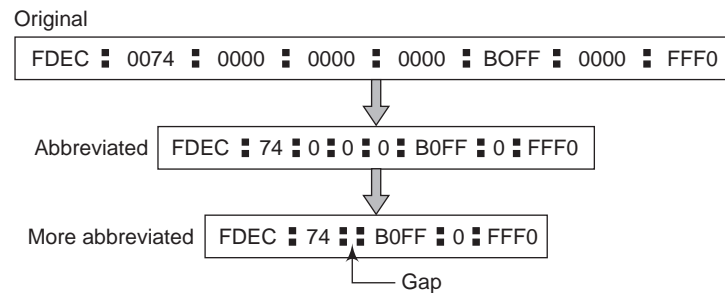 Original
FDEC : 0074 : 0000 : 0000 : 0000 : BOFF : 0000 : FFF0
Abbreviated FDEC : 74 : 0 : 0 : 0 : B0FF : 0 : FFF0
More abbreviated FDEC : 74 : : B0FF : 0 : FFF0
Gap